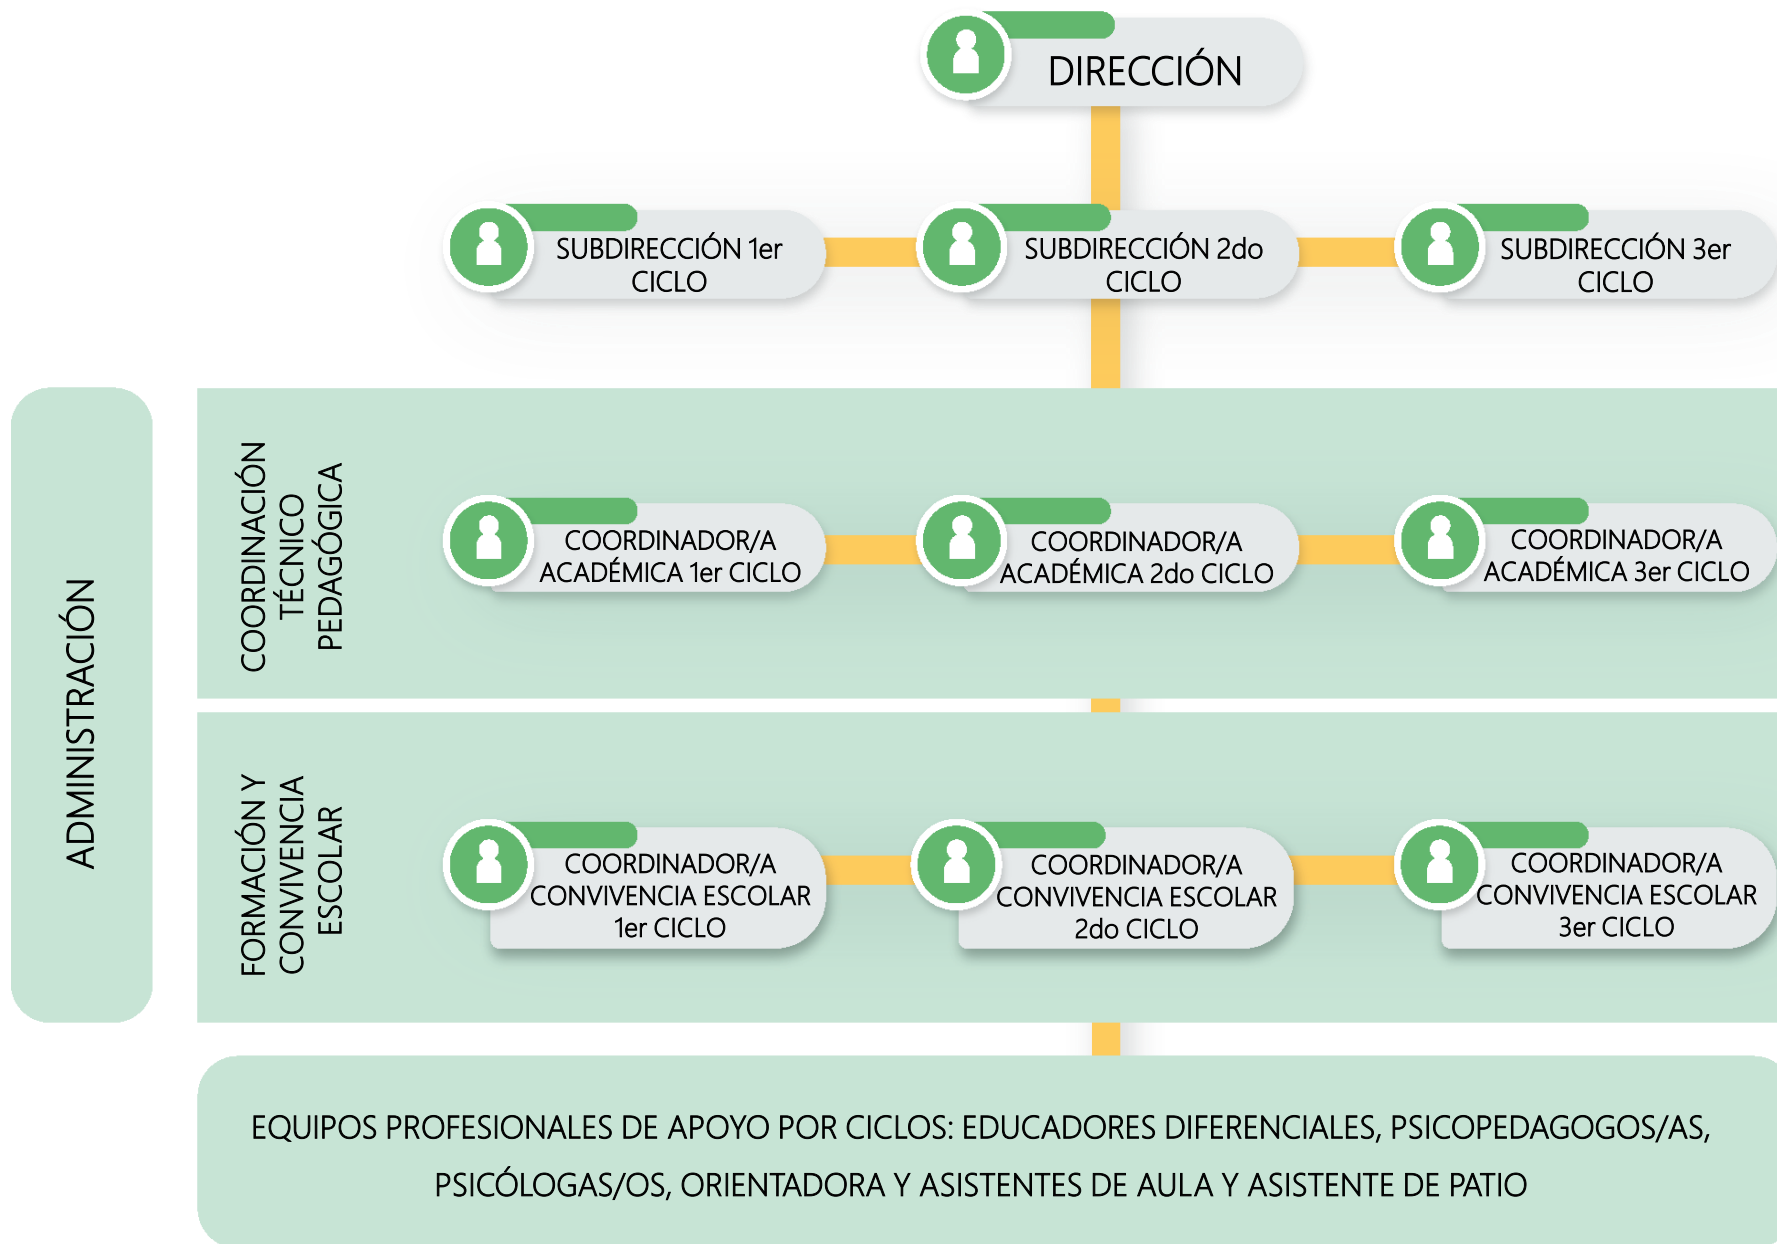 DIRECCIÓN
SUBDIRECCIÓN 1er
CICLO
SUBDIRECCIÓN 2do
CICLO
SUBDIRECCIÓN 3er
CICLO
ADMINISTRACIÓN
COORDINACIÓN
TÉCNICO
PEDAGÓGICA
COORDINADOR/A
ACADÉMICA 1er CICLO
COORDINADOR/A
ACADÉMICA 2do CICLO
COORDINADOR/A
ACADÉMICA 3er CICLO
FORMACIÓN Y
CONVIVENCIA
ESCOLAR
COORDINADOR/A
CONVIVENCIA ESCOLAR
1er CICLO
COORDINADOR/A
CONVIVENCIA ESCOLAR
2do CICLO
COORDINADOR/A
CONVIVENCIA ESCOLAR
3er CICLO
EQUIPOS PROFESIONALES DE APOYO POR CICLOS: EDUCADORES DIFERENCIALES, PSICOPEDAGOGOS/AS,
PSICÓLOGAS/OS, ORIENTADORA Y ASISTENTES DE AULA Y ASISTENTE DE PATIO